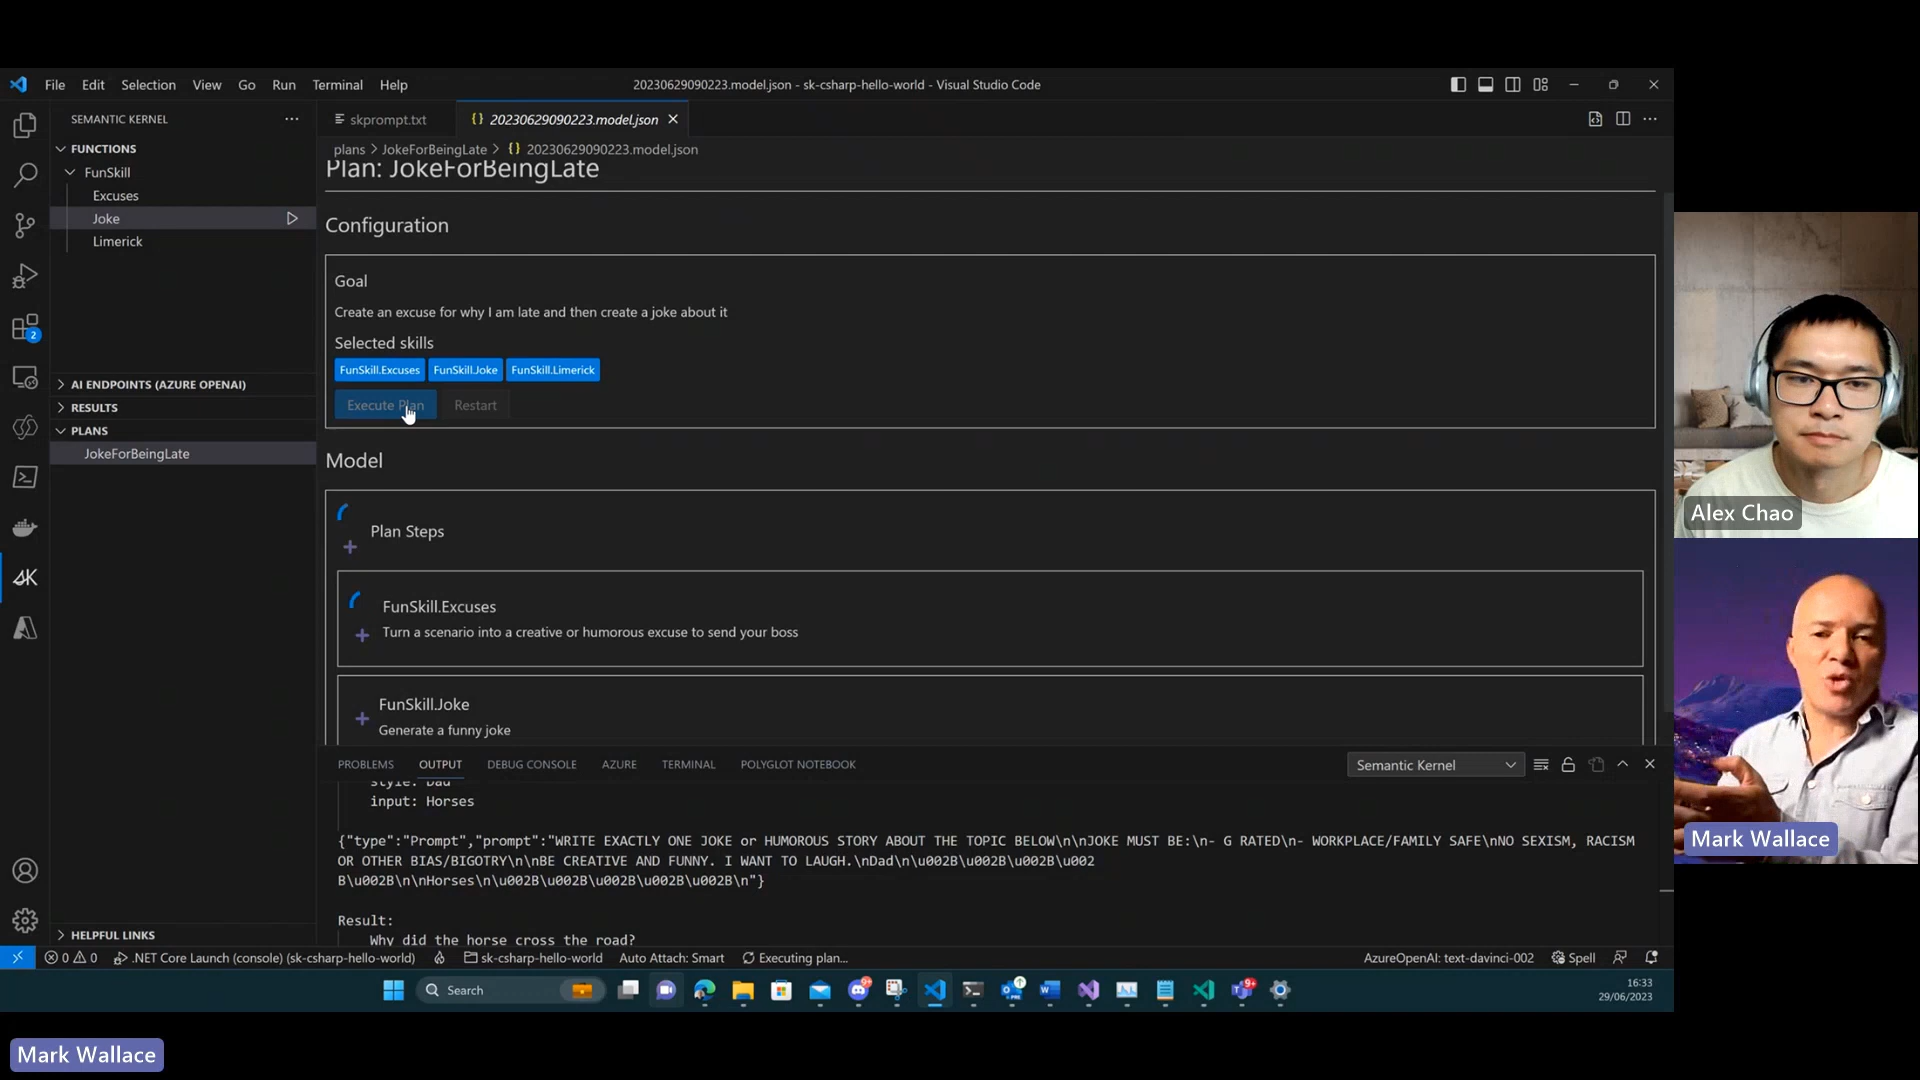 File Edit Selection View Go Run Terminal Help
20230629090223.model.json - sk-csharp-hello-world - Visual Studio Code
SEMANTIC KERNEL
FUNCTIONS
FunSkill
Excuses
Joke
Limerick
AI ENDPOINTS (AZURE OPENAI)
RESULTS
PLANS
JokeForBeingLate
HELPFUL LINKS
2
skprompt.txt
{} 20230629090223.model.json
plans > JokeForBeingLate > {} 20230629090223.model.json
Plan: JokeForBeingLate
Configuration
Goal
Create an excuse for why I am late and then create a joke about it
Selected skills
FunSkill.Excuses FunSkill.Joke FunSkill.Limerick
Execute Plan Restart
Model
Plan Steps
FunSkill.Excuses
Turn a scenario into a creative or humorous excuse to send your boss
FunSkill.Joke
Generate a funny joke
PROBLEMS OUTPUT DEBUG CONSOLE AZURE TERMINAL POLYGLOT NOTEBOOK
Semantic Kernel
style: Dad
input: Horses
{"type":"Prompt","prompt":"WRITE EXACTLY ONE JOKE or HUMOROUS STORY ABOUT THE TOPIC BELOW\n\nJOKE MUST BE:\n- G RATED\n- WORKPLACE/FAMILY SAFE\nNO SEXISM, RACISM
OR OTHER BIAS/BIGOTRY\n\nBE CREATIVE AND FUNNY. I WANT TO LAUGH.\nDad\n\u002B\u002B\u002B\u002
B\u002B\n\nHorses\n\u002B\u002B\u002B\u002B\u002B\n"}
Result:
Why did the horse cross the road?
0 0 .NET Core Launch (console) (sk-csharp-hello-world) sk-csharp-hello-world Auto Attach: Smart Executing plan...
AzureOpenAI: text-davinci-002 Spell
Search
9+
9+
16:33
29/06/2023
Alex Chao
Mark Wallace
Mark Wallace